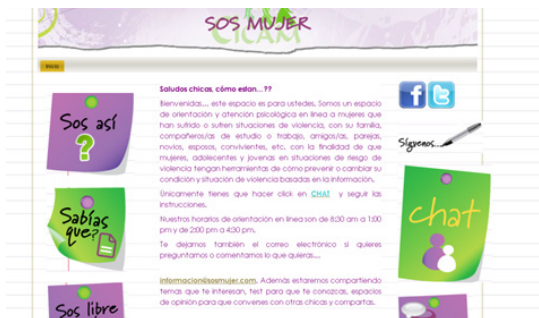 SOS MUJER
CICAM
Inicio
Saludos chicas, cómo estan...??
Bienvenidas... este espacio es para ustedes. Somos un espacio
de orientación y atención psicológica en línea a mujeres que
han sufrido o sufren situaciones de violencia, con su familia,
compañeros/as de estudio o trabajo, amigos/as, parejas,
novios, esposos, convivientes, etc. con la finalidad de que
mujeres, adolecentes y jovenas en situaciones de riesgo de
violencia tengan herramientas de cómo prevenir o cambiar su
condición y situación de violencia basadas en la información.
Únicamente tienes que hacer click en CHAT y seguir las
instrucciones.
Nuestros horarios de orientación en línea son de 8:30 am a 1:00
pm y de 2:00 pm a 4:30 pm.
Te dejamos también el correo electrónico si quieres
preguntarnos o comentarnos lo que quieras...
informacion@sosmujer.com. Además estaremos compartiendo
temas que te interesan, test para que te conozcas, espacios
de opinión para que converses con otras chicas y compartas.
Sos así
?
Sabías
que?
Sos libre
f t
Síguenos...
chat